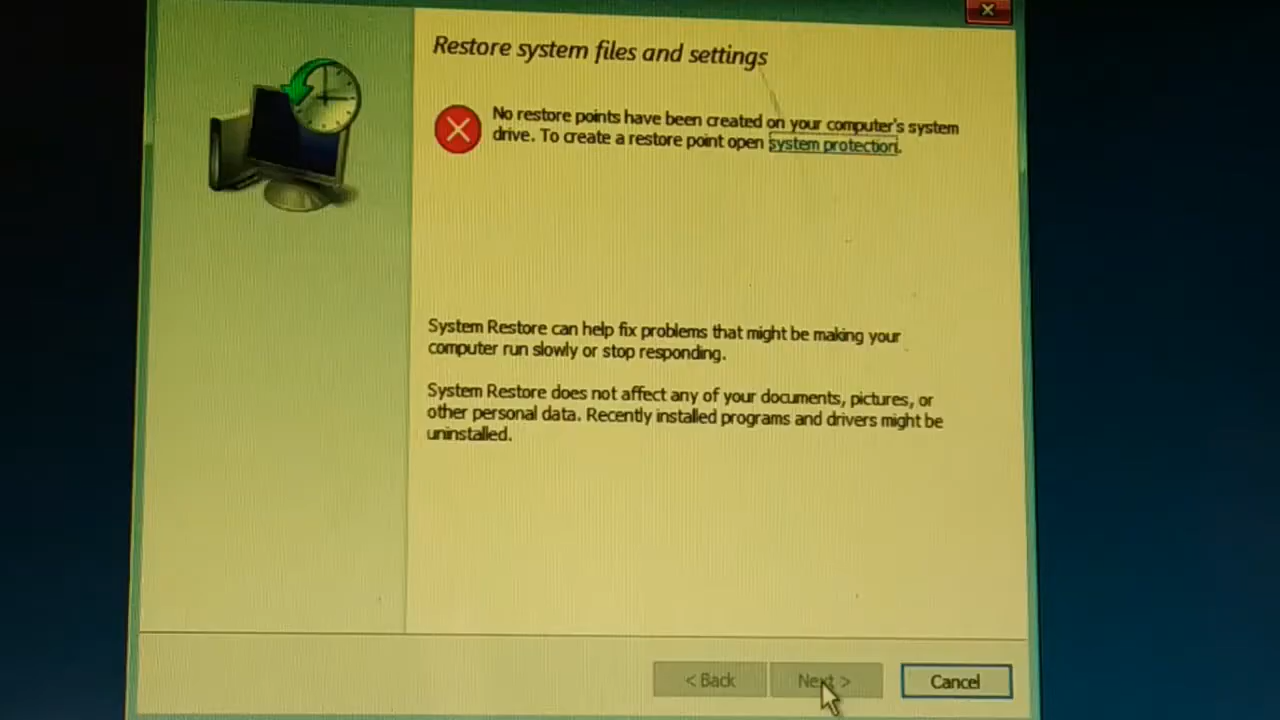 Restore system files and settings
No restore points have been created on your computer's system
drive. To create a restore point open system protection.
System Restore can help fix problems that might be making your
computer run slowly or stop responding.
System Restore does not affect any of your documents, pictures, or
other personal data. Recently installed programs and drivers might be
uninstalled.
< Back Next > Cancel